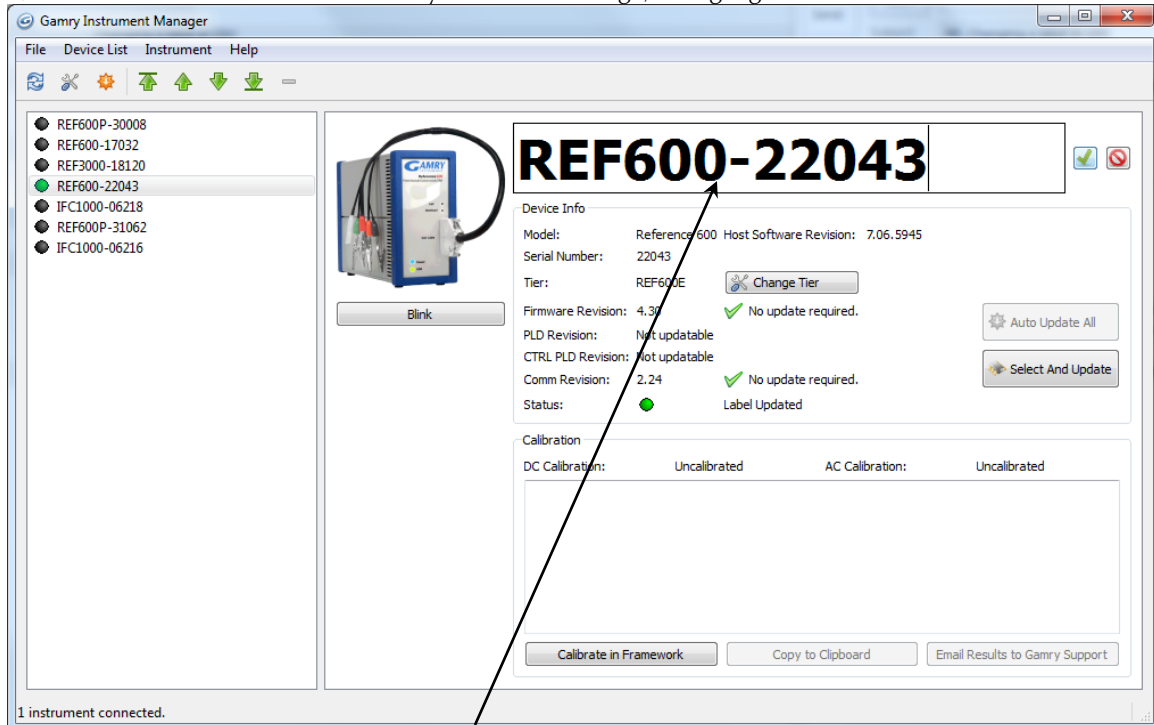 Gamry Instrument Manager
File Device List Instrument Help
REF600P-30008
REF600-17032
REF3000-18120
REF600-22043
IFC1000-06218
REF600P-31062
IFC1000-06216
GAMRY
Blink
REF600-22043
Device Info
Model: Reference 600 Host Software Revision: 7.06.5945
Serial Number: 22043
Tier: REF600E Change Tier
Firmware Revision: 4.30 No update required.
PLD Revision: Not updatable
CTRL PLD Revision: Not updatable
Comm Revision: 2.24 No update required.
Status: Label Updated
Auto Update All
Select And Update
Calibration
DC Calibration: Uncalibrated AC Calibration: Uncalibrated
Calibrate in Framework Copy to Clipboard Email Results to Gamry Support
1 instrument connected.